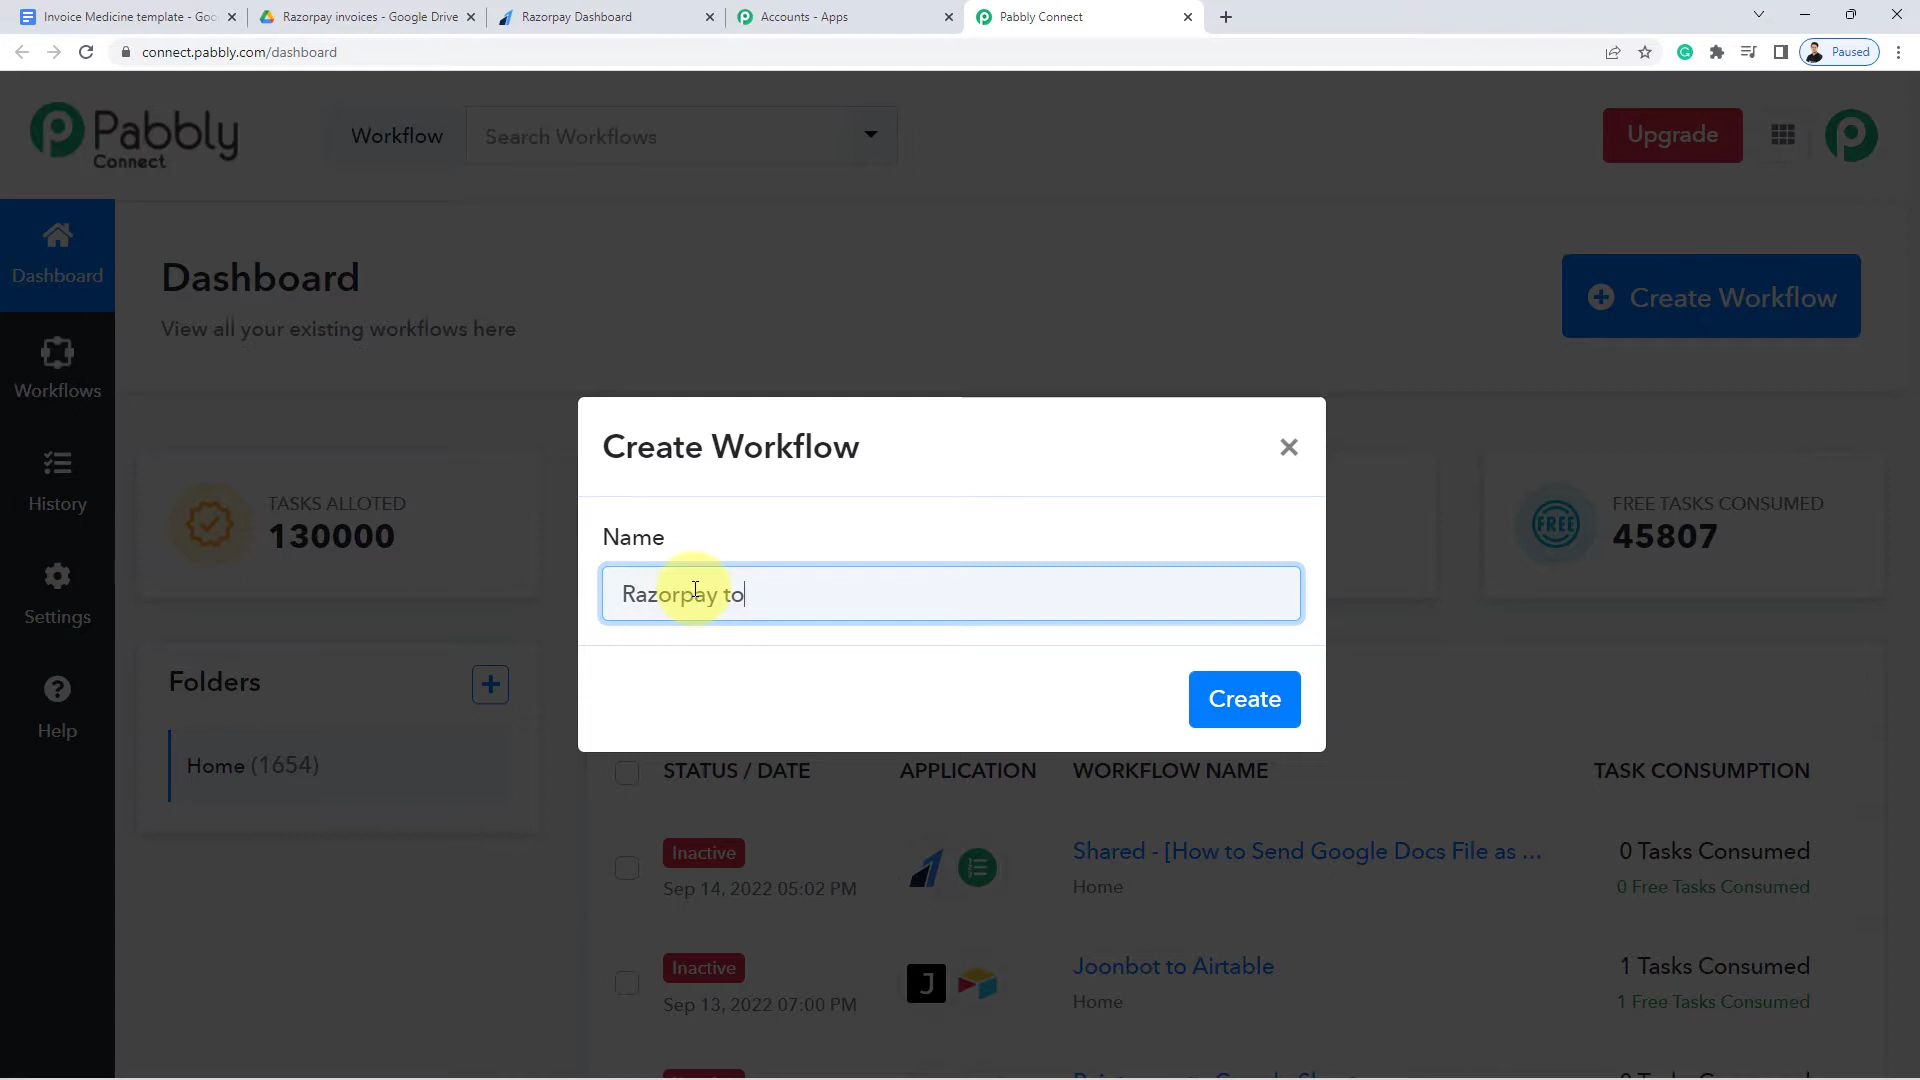 Invoice Medicine template - Goo
Razorpay invoices - Google Drive
Razorpay Dashboard
Accounts - Apps
Pabbly Connect
connect.pabbly.com/dashboard
Paused
Pabbly
Connect
Workflow
Search Workflows
Upgrade
Dashboard
Workflows
History
Settings
Help
Dashboard
View all your existing workflows here
Create Workflow
TASKS ALLOTED
130000
FREE
FREE TASKS CONSUMED
45807
Create Workflow
Name
Razorpay to
Create
Folders
Home (1654)
STATUS / DATE
APPLICATION
WORKFLOW NAME
TASK CONSUMPTION
Inactive
Sep 14, 2022 05:02 PM
Shared - [How to Send Google Docs File as ...
Home
0 Tasks Consumed
0 Free Tasks Consumed
Inactive
Sep 13, 2022 07:00 PM
J
Joonbot to Airtable
Home
1 Tasks Consumed
1 Free Tasks Consumed